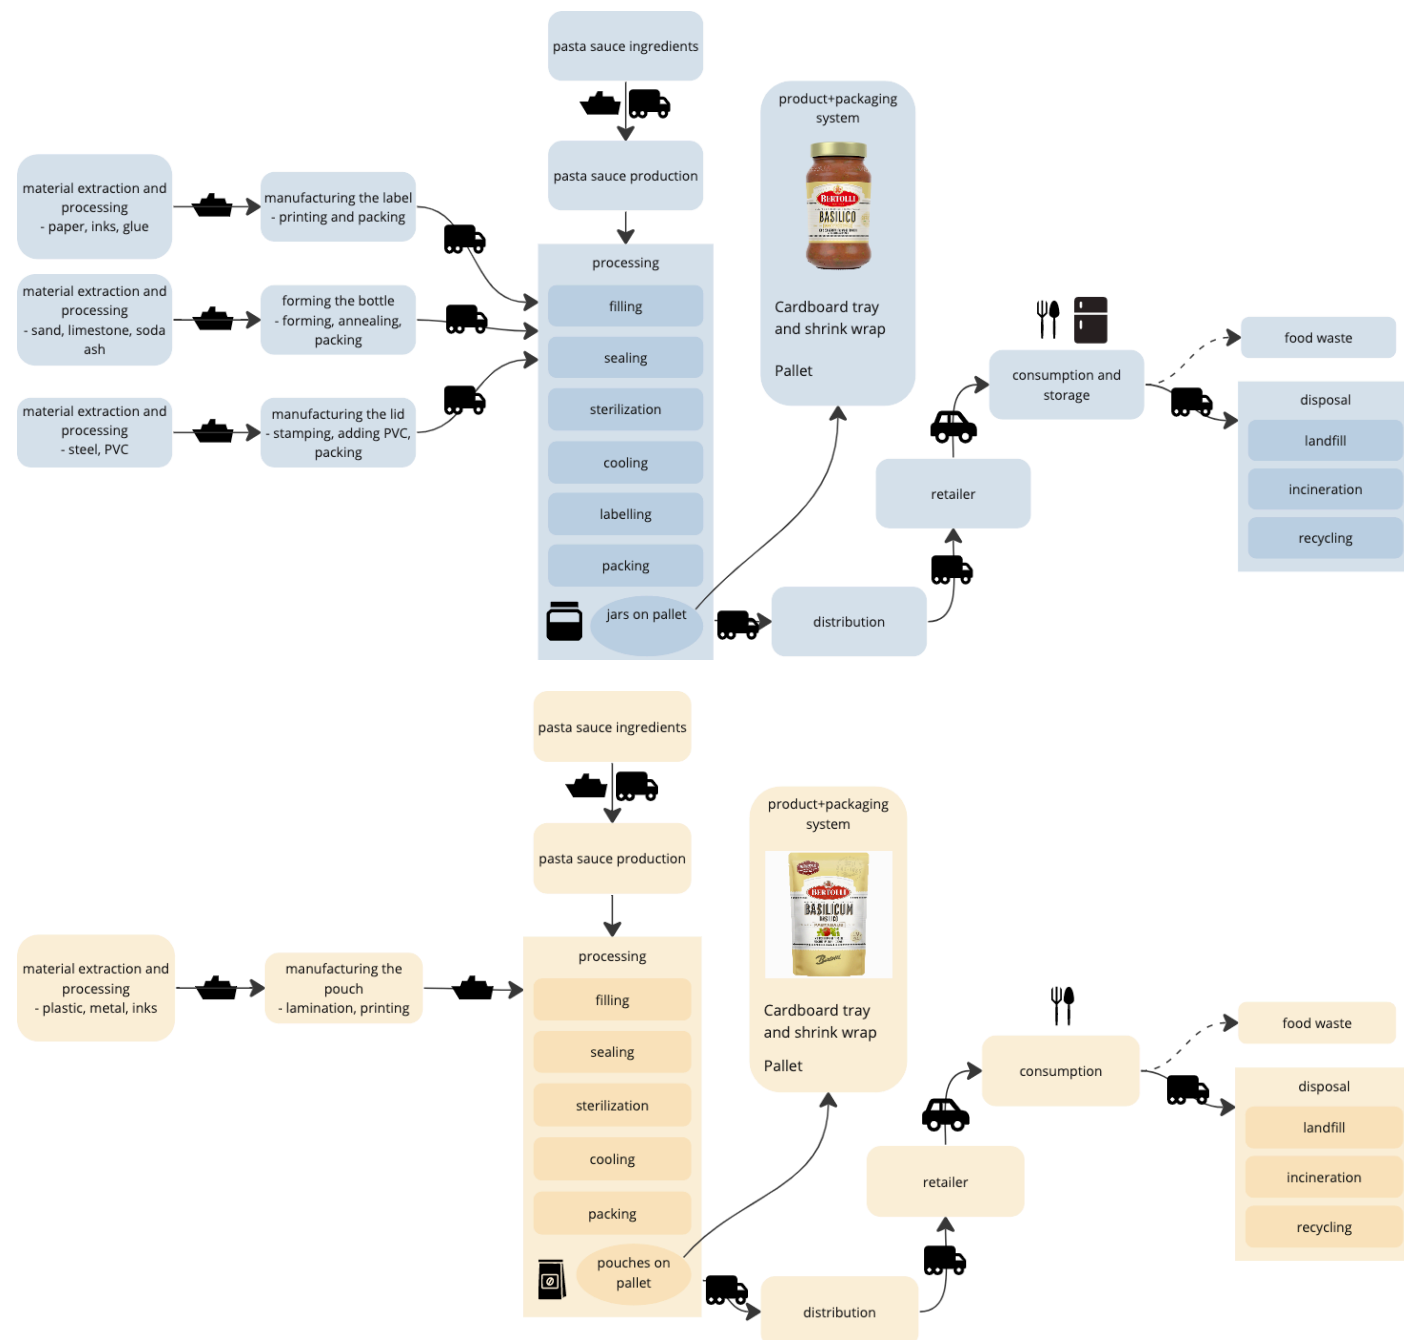 pasta sauce ingredients
pasta sauce production
material extraction and
processing
- paper, inks, glue
manufacturing the label
- printing and packing
material extraction and
processing
- sand, limestone, soda
ash
forming the bottle
- forming, annealing,
packing
material extraction and
processing
- steel, PVC
manufacturing the lid
- stamping, adding PVC,
packing
processing
filling
sealing
sterilization
cooling
labelling
packing
jars on pallet
product+packaging
system
BERTOLLI
BASILICO
Cardboard tray
and shrink wrap
Pallet
distribution
retailer
consumption and
storage
food waste
disposal
landfill
incineration
recycling
pasta sauce ingredients
pasta sauce production
material extraction and
processing
- plastic, metal, inks
manufacturing the
pouch
- lamination, printing
processing
filling
sealing
sterilization
cooling
packing
pouches on
pallet
product+packaging
system
BERTOLLI
BASILICUM
Cardboard tray
and shrink wrap
Pallet
distribution
retailer
consumption
food waste
disposal
landfill
incineration
recycling